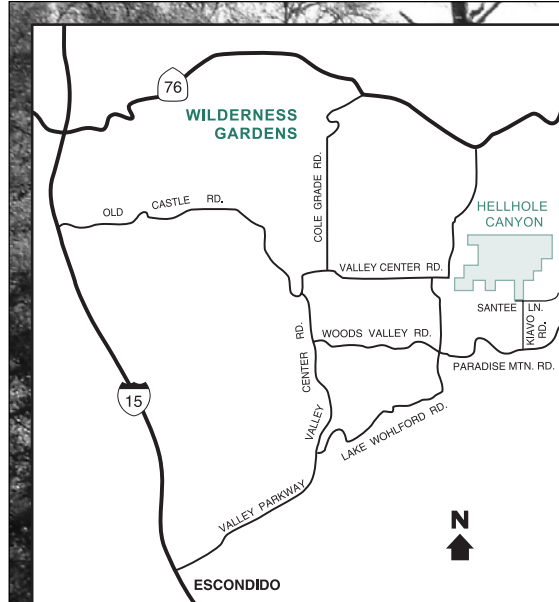 76
WILDERNESS
GARDENS
COLE GRADE RD.
OLD CASTLE RD.
HELLHOLE
CANYON
VALLEY CENTER RD.
SANTEE LN.
KIAVO
RD.
WOODS VALLEY RD.
PARADISE MTN. RD.
VALLEY CENTER RD.
15
LAKE WOHLFORD RD.
VALLEY PARKWAY
N
ESCONDIDO